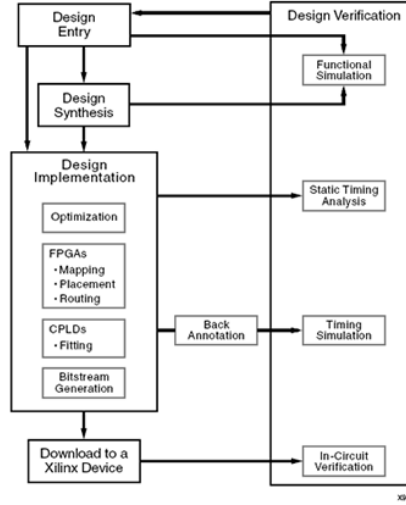 Design
Entry
Design Verification
Functional
Simulation
Design
Synthesis
Design
Implementation
Optimization
Static Timing
Analysis
FPGAs
• Mapping
• Placement
• Routing
CPLDs
• Fitting
Back
Annotation
Timing
Simulation
Bitstream
Generation
Download to a
Xilinx Device
In-Circuit
Verification